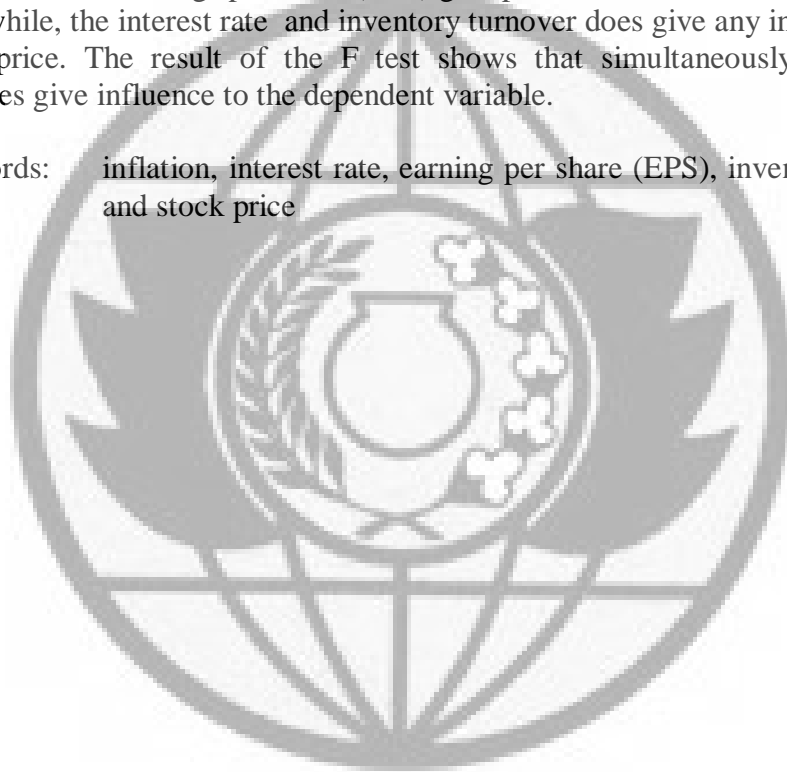 while, the interest rate and inventory turnover does give any in
price. The result of the F test shows that simultaneously
es give influence to the dependent variable.
rds: inflation, interest rate, earning per share (EPS), inver
and stock price